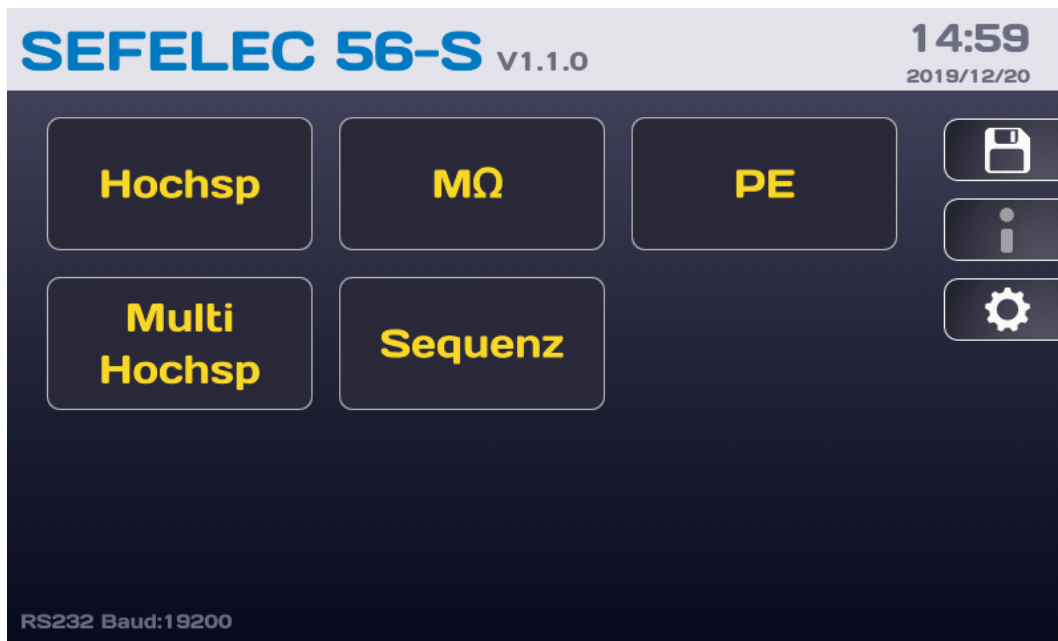 SEFELEC 56-S V1.1.0
14:59
2019/12/20
Hochsp
MΩ
PE
Multi
Hochsp
Sequenz
RS232 Baud:19200